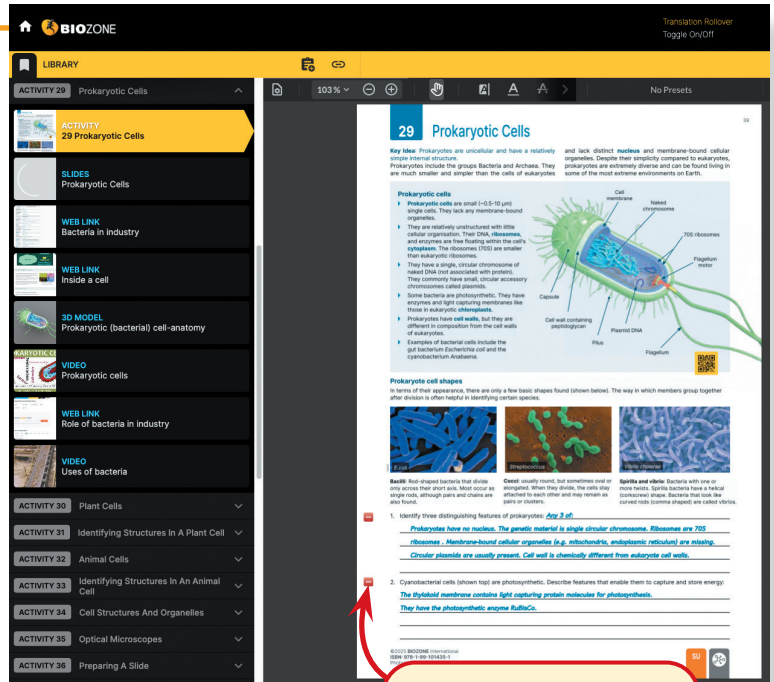 BIOZONE
Translation Rollover
Toggle On/Off
LIBRARY
ACTIVITY 29 Prokaryotic Cells
ACTIVITY
29 Prokaryotic Cells
SLIDES
Prokaryotic Cells
WEB LINK
Bacteria in industry
WEB LINK
Inside a cell
3D MODEL
Prokaryotic (bacterial) cell-anatomy
VIDEO
Prokaryotic cells
WEB LINK
Role of bacteria in industry
VIDEO
Uses of bacteria
ACTIVITY 30 Plant Cells
ACTIVITY 31 Identifying Structures In A Plant Cell
ACTIVITY 32 Animal Cells
ACTIVITY 33 Identifying Structures In An Animal
Cell
ACTIVITY 34 Cell Structures And Organelles
ACTIVITY 35 Optical Microscopes
ACTIVITY 36 Preparing A Slide
103% No Presets
39
29 Prokaryotic Cells
Key Idea: Prokaryotes are unicellular and have a relatively
simple internal structure.
Prokaryotes include the groups Bacteria and Archaea. They
are much smaller and simpler than the cells of eukaryotes
and lack distinct nucleus and membrane-bound cellular
organelles. Despite their simplicity compared to eukaryotes,
prokaryotes are extremely diverse and can be found living in
some of the most extreme environments on Earth.
Prokaryotic cells
Prokaryotic cells are small (~0.5-10 µm)
single cells. They lack any membrane-bound
organelles.
They are relatively unstructured with little
cellular organisation. Their DNA, ribosomes,
and enzymes are free floating within the cell's
cytoplasm. The ribosomes (70S) are smaller
than eukaryotic ribosomes.
They have a single, circular chromosome of
naked DNA (not associated with protein).
They commonly have small, circular accessory
chromosomes called plasmids.
Some bacteria are photosynthetic. They have
enzymes and light capturing membranes like
those in eukaryotic chloroplasts.
Prokaryotes have cell walls, but they are
different in composition from the cell walls
of eukaryotes.
Examples of bacterial cells include the
gut bacterium Escherichia coli and the
cyanobacterium Anabaena.
Cell
membrane
Naked
chromosome
70S ribosomes
Flagellum
motor
Capsule
Cell wall containing
peptidoglycan
Plasmid DNA
Pilus
Flagellum
Prokaryote cell shapes
In terms of their appearance, there are only a few basic shapes found (shown below). The way in which members group together
after division is often helpful in identifying certain species.
E.coli
Streptococcus
Vibrio cholerae
Bacilli: Rod-shaped bacteria that divide
only across their short axis. Most occur as
single rods, although pairs and chains are
also found.
Cocci: usually round, but sometimes oval or
elongated. When they divide, the cells stay
attached to each other and may remain as
pairs or clusters.
Spirilla and vibrio: Bacteria with one or
more twists. Spirilla bacteria have a helical
(corkscrew) shape. Bacteria that look like
curved rods (comma shaped) are called vibrios.
1. Identify three distinguishing features of prokaryotes: Any 3 of:
Prokaryotes have no nucleus. The genetic material is single circular chromosome. Ribosomes are 70S
ribosomes . Membrane-bound cellular organelles (e.g. mitochondria, endoplasmic reticulum) are missing.
Circular plasmids are usually present. Cell wall is chemically different from eukaryote cell walls.
2. Cyanobacterial cells (shown top) are photosynthetic. Describe features that enable them to capture and store energy:
The thylakoid membrane contains light capturing protein molecules for photosynthesis.
They have the photosynthetic enzyme RuBisCo.
©2025 BIOZONE International
ISBN: 978-1-99-101435-1
SU